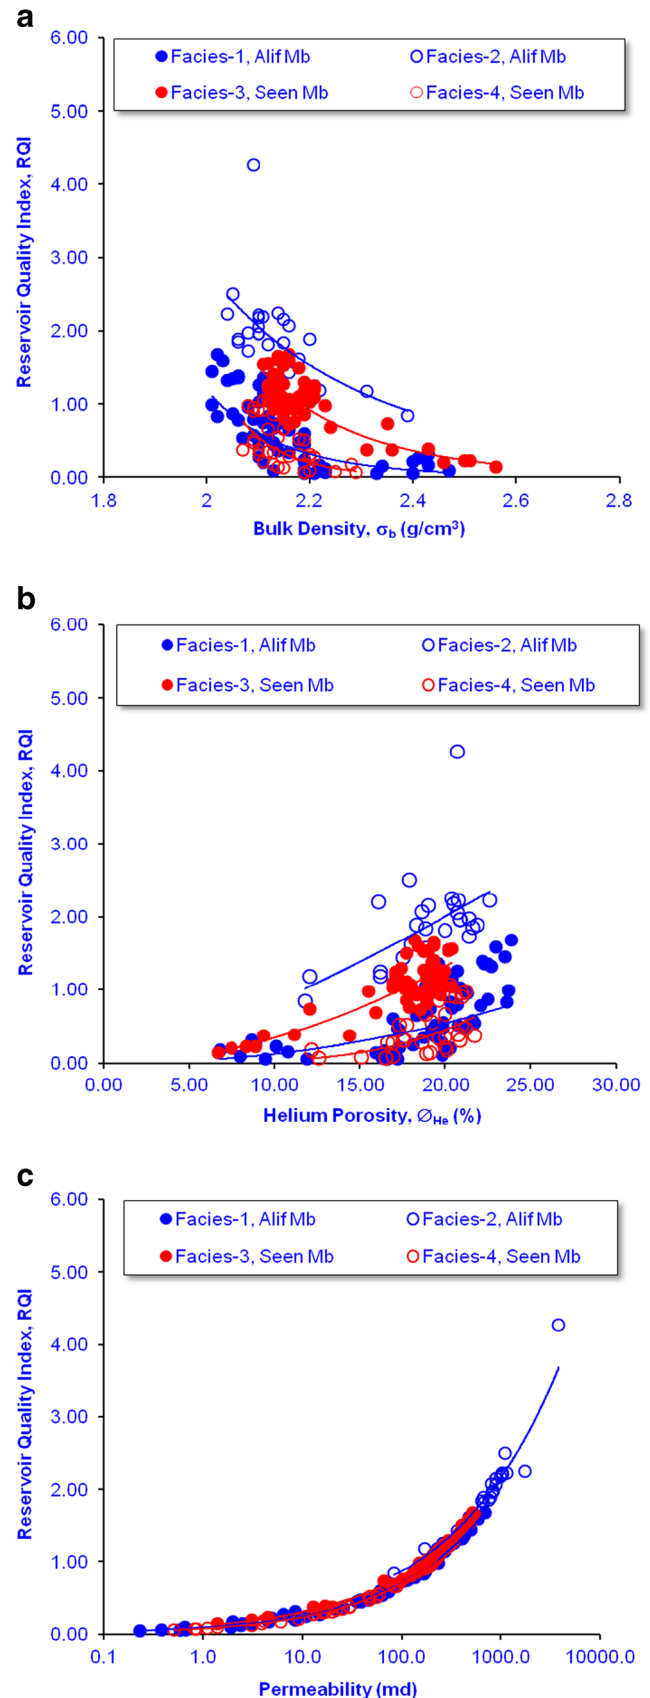 a
6.00
Facies-1, Alif Mb Facies-2, Alif Mb
Facies-3, Seen Mb Facies-4, Seen Mb
5.00
4.00
3.00
2.00
1.00
0.00
Reservoir Quality Index, RQI
1.8 2 2.2 2.4 2.6 2.8
Bulk Density, σb (g/cm³)
b
6.00
Facies-1, Alif Mb Facies-2, Alif Mb
Facies-3, Seen Mb Facies-4, Seen Mb
5.00
4.00
3.00
2.00
1.00
0.00
Reservoir Quality Index, RQI
0.00 5.00 10.00 15.00 20.00 25.00 30.00
Helium Porosity, ∅He (%)
c
6.00
Facies-1, Alif Mb Facies-2, Alif Mb
Facies-3, Seen Mb Facies-4, Seen Mb
5.00
4.00
3.00
2.00
1.00
0.00
Reservoir Quality Index, RQI
0.1 1.0 10.0 100.0 1000.0 10000.0
Permeability (md)